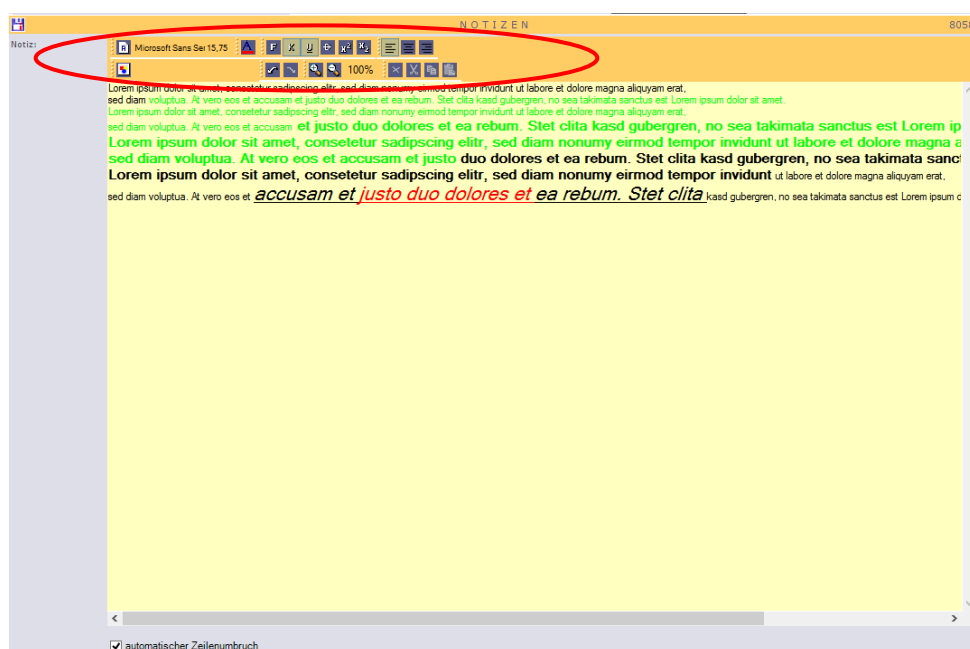 NOTIZEN 8058
Notiz:
Microsoft Sans Ser 15,75 A F K U x² x₂
100%
Lorem ipsum dolor sit amet, consetetur sadipscing elitr, sed diam nonumy eirmod tempor invidunt ut labore et dolore magna aliquyam erat,
sed diam voluptua. At vero eos et accusam et justo duo dolores et ea rebum. Stet clita kasd gubergren, no sea takimata sanctus est Lorem ipsum dolor sit amet.
Lorem ipsum dolor sit amet, consetetur sadipscing elitr, sed diam nonumy eirmod tempor invidunt ut labore et dolore magna aliquyam erat,
sed diam voluptua. At vero eos et accusam et justo duo dolores et ea rebum. Stet clita kasd gubergren, no sea takimata sanctus est Lorem ip
Lorem ipsum dolor sit amet, consetetur sadipscing elitr, sed diam nonumy eirmod tempor invidunt ut labore et dolore magna a
sed diam voluptua. At vero eos et accusam et justo duo dolores et ea rebum. Stet clita kasd gubergren, no sea takimata sanct
Lorem ipsum dolor sit amet, consetetur sadipscing elitr, sed diam nonumy eirmod tempor invidunt ut labore et dolore magna aliquyam erat,
sed diam voluptua. At vero eos et accusam et justo duo dolores et ea rebum. Stet clita kasd gubergren, no sea takimata sanctus est Lorem ipsum d
automatischer Zeilenumbruch